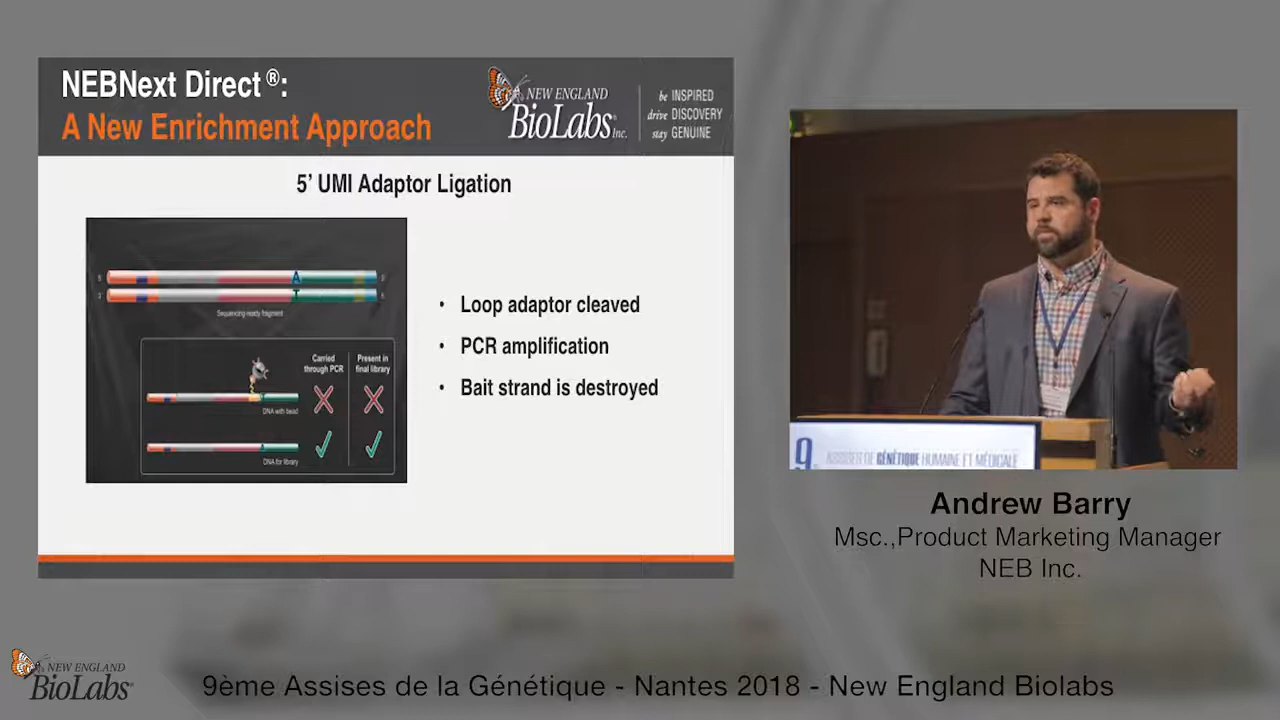 NEBNext Direct®:
A New Enrichment Approach
NEW ENGLAND
BioLabs® Inc.
be INSPIRED
drive DISCOVERY
stay GENUINE
5’ UMI Adaptor Ligation
A
T
Sequencing-ready fragment
Carried
through PCR
Present in
final library
DNA with bead
DNA for library
• Loop adaptor cleaved
• PCR amplification
• Bait strand is destroyed
9
ASSISES DE GÉNÉTIQUE HUMAINE ET MÉDICALE
Andrew Barry
Msc.,Product Marketing Manager
NEB Inc.
NEW ENGLAND
BioLabs®
9ème Assises de la Génétique - Nantes 2018 - New England Biolabs